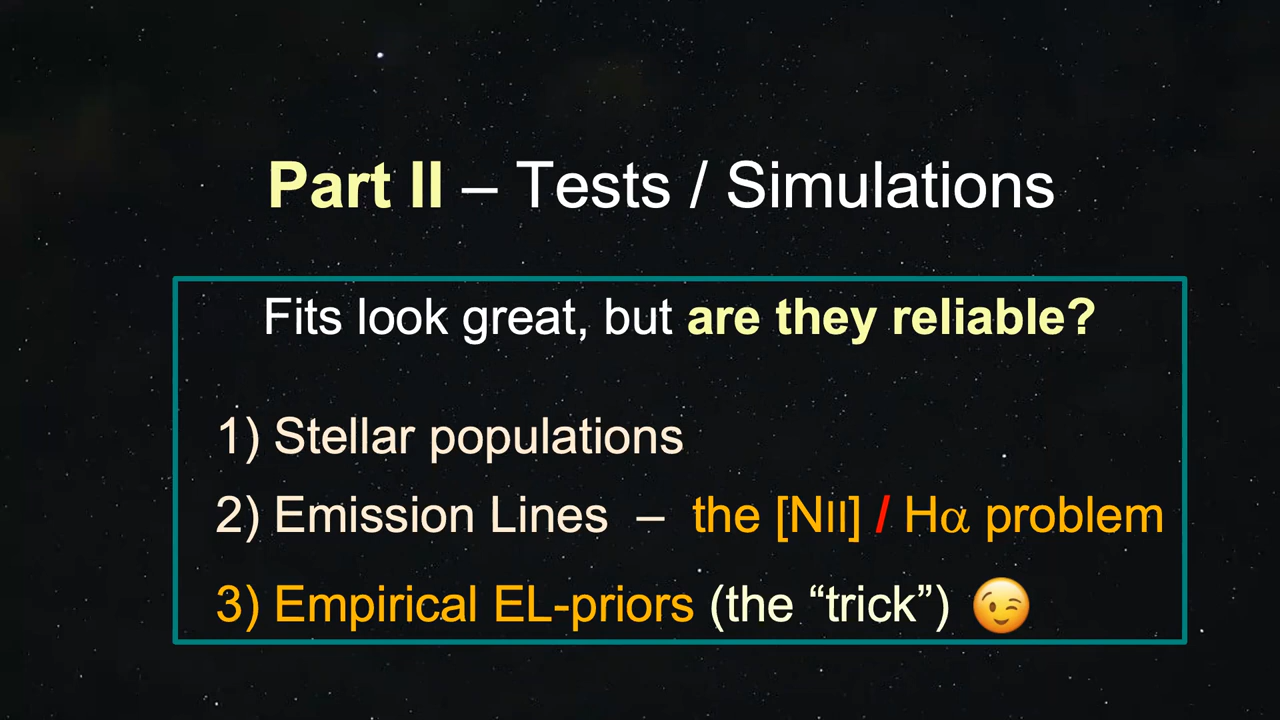 Part II – Tests / Simulations
Fits look great, but are they reliable?
1) Stellar populations
2) Emission Lines – the [NII] / Hα problem
3) Empirical EL-priors (the “trick”) 😉